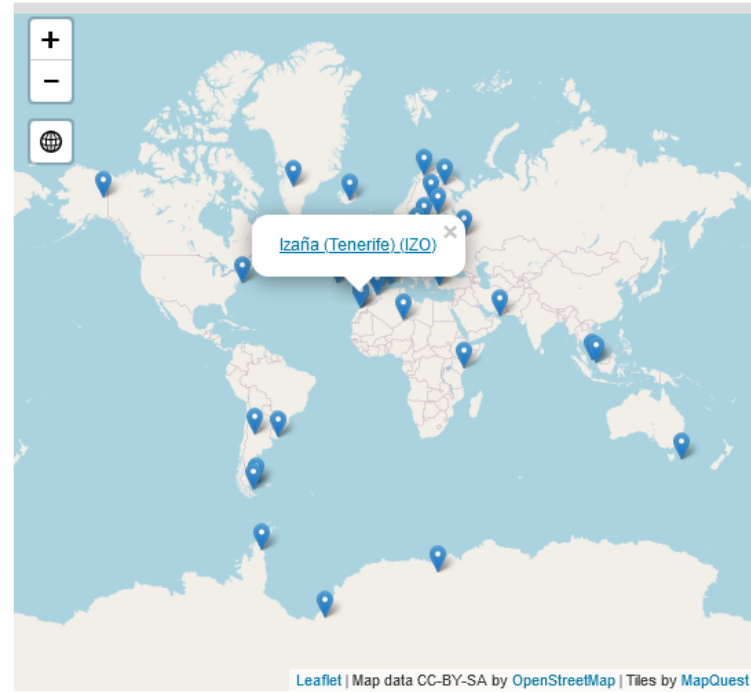 +
−
Izaña (Tenerife) (IZO)
×
Leaflet | Map data CC-BY-SA by OpenStreetMap | Tiles by MapQuest